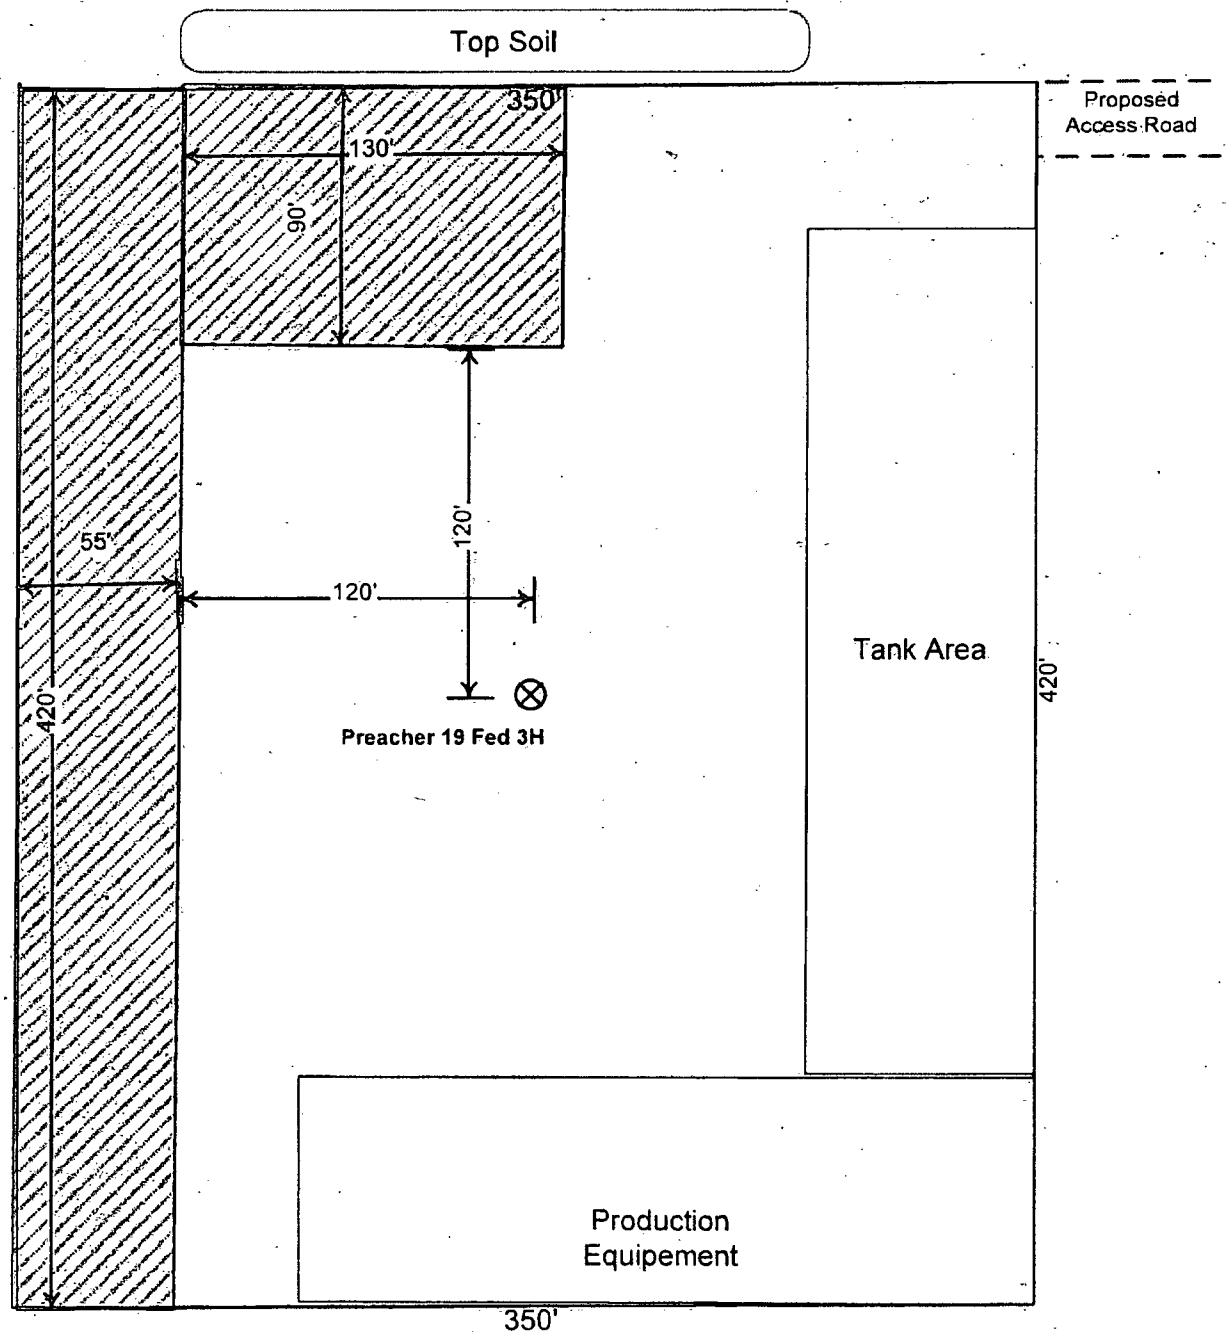 Top Soil
350'
Proposed
Access Road
130'
90'
120'
55'
120'
Tank Area
420'
420'
Preacher 19 Fed 3H
Production
Equipement
350'